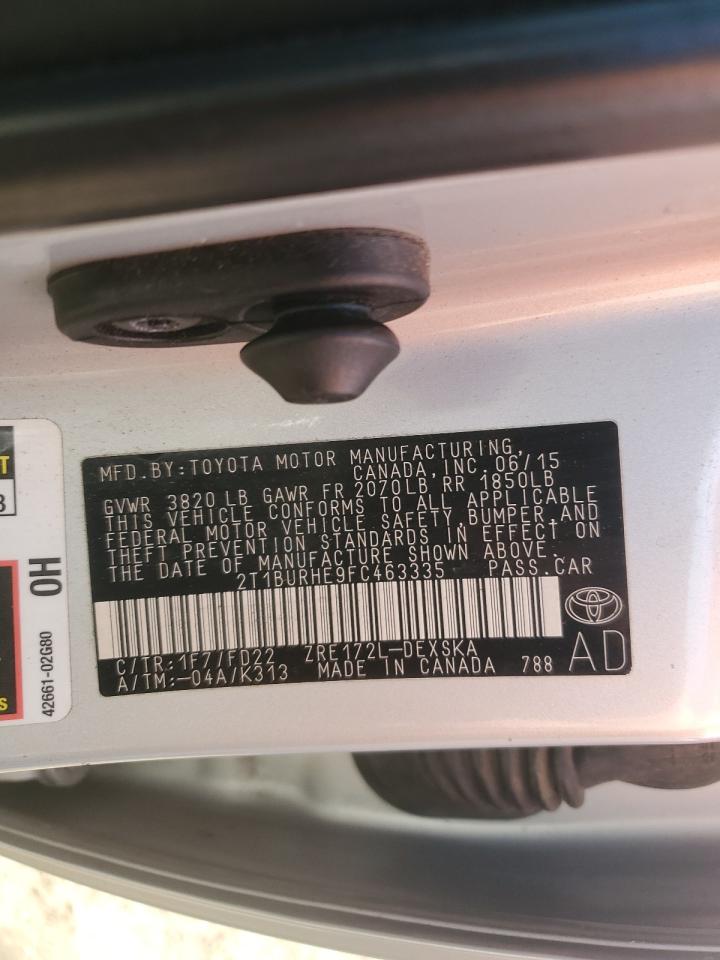 MFD. BY: TOYOTA MOTOR MANUFACTURING,
CANADA, INC. 06/15
GVWR 3820 LB GAWR FR 2070LB RR 1850LB
THIS VEHICLE CONFORMS TO ALL APPLICABLE
FEDERAL MOTOR VEHICLE SAFETY, BUMPER, AND
THEFT PREVENTION STANDARDS IN EFFECT ON
THE DATE OF MANUFACTURE SHOWN ABOVE.
2T1BURHE9FC463335 PASS. CAR
C/TR: 1F7/FD22 ZRE172L-DEXSKA
A/TM: -04A/K313 MADE IN CANADA 788
AD
0H
42661-02G80